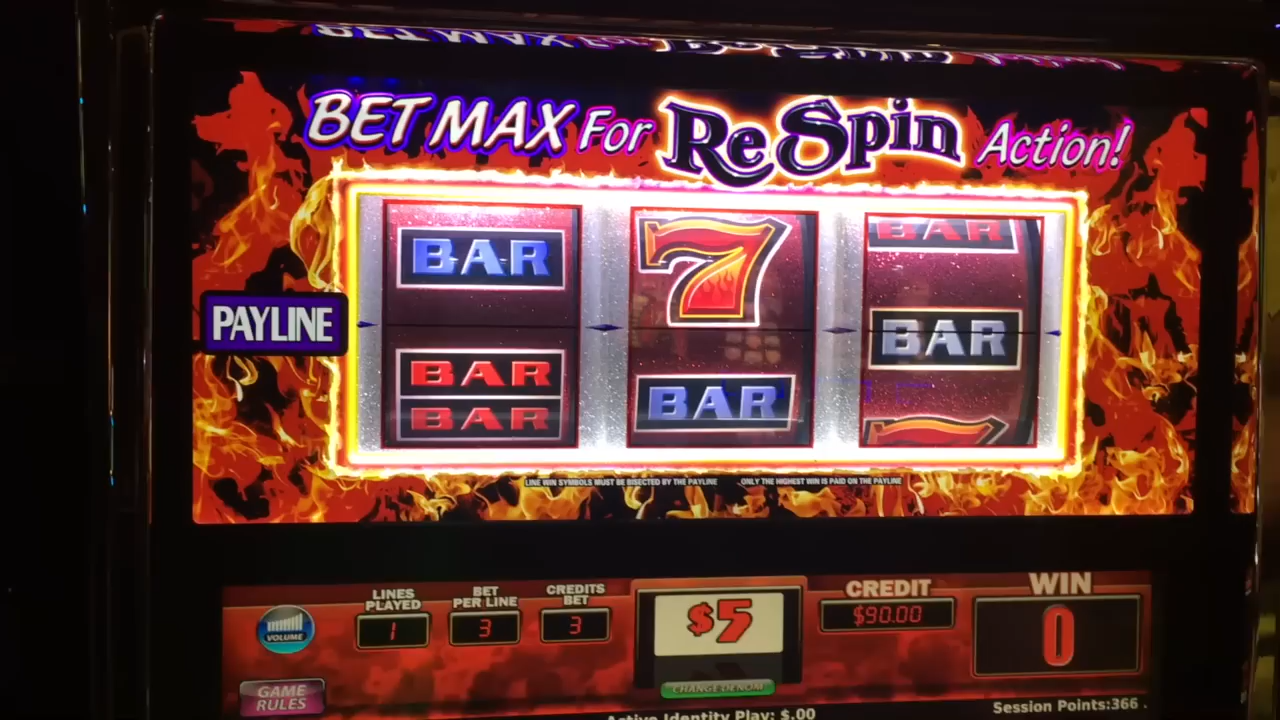 BET MAX For ReSpin Action!
BAR
BAR
7
BAR
PAYLINE
BAR
BAR
BAR
LINE WIN SYMBOLS MUST BE BISECTED BY THE PAYLINE
ONLY THE HIGHEST WIN IS PAID ON THE PAYLINE
LINES PLAYED
1
BET PER LINE
3
CREDITS BET
3
$5
CHANGE DENOM
CREDIT
$90.00
WIN
0
VOLUME
GAME RULES
Active Identity Play: $.00
Session Points:366